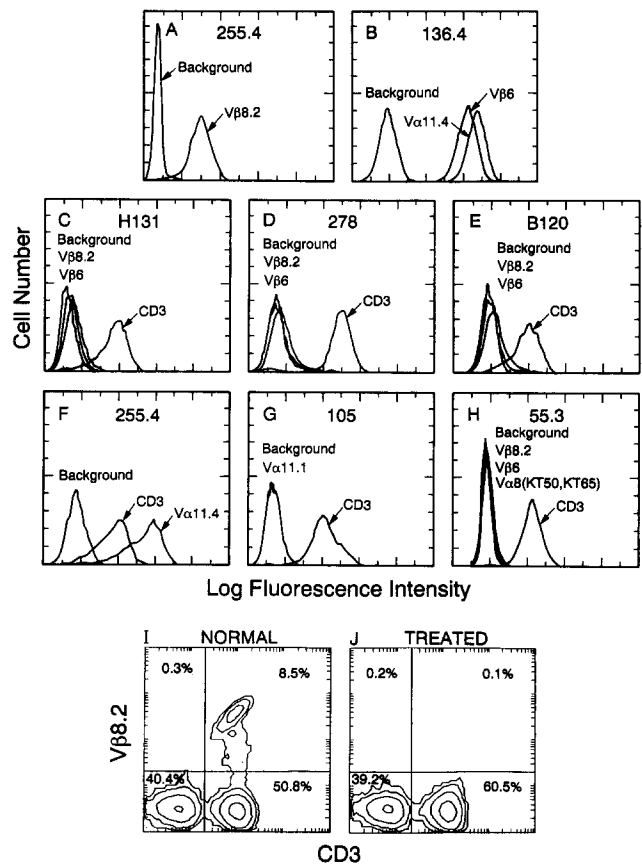 A 255.4
Background
Vβ8.2
B 136.4
Background
Vβ6
Vα11.4
Cell Number
C H131
Background
Vβ8.2
Vβ6
CD3
D 278
Background
Vβ8.2
Vβ6
CD3
E B120
Background
Vβ8.2
Vβ6
CD3
F 255.4
Background
CD3
Vα11.4
G 105
Background
Vα11.1
CD3
H 55.3
Background
Vβ8.2
Vβ6
Vα8(KT50,KT65)
CD3
Log Fluorescence Intensity
I NORMAL
0.3% 8.5%
40.4% 50.8%
J TREATED
0.2% 0.1%
39.2% 60.5%
Vβ8.2
CD3